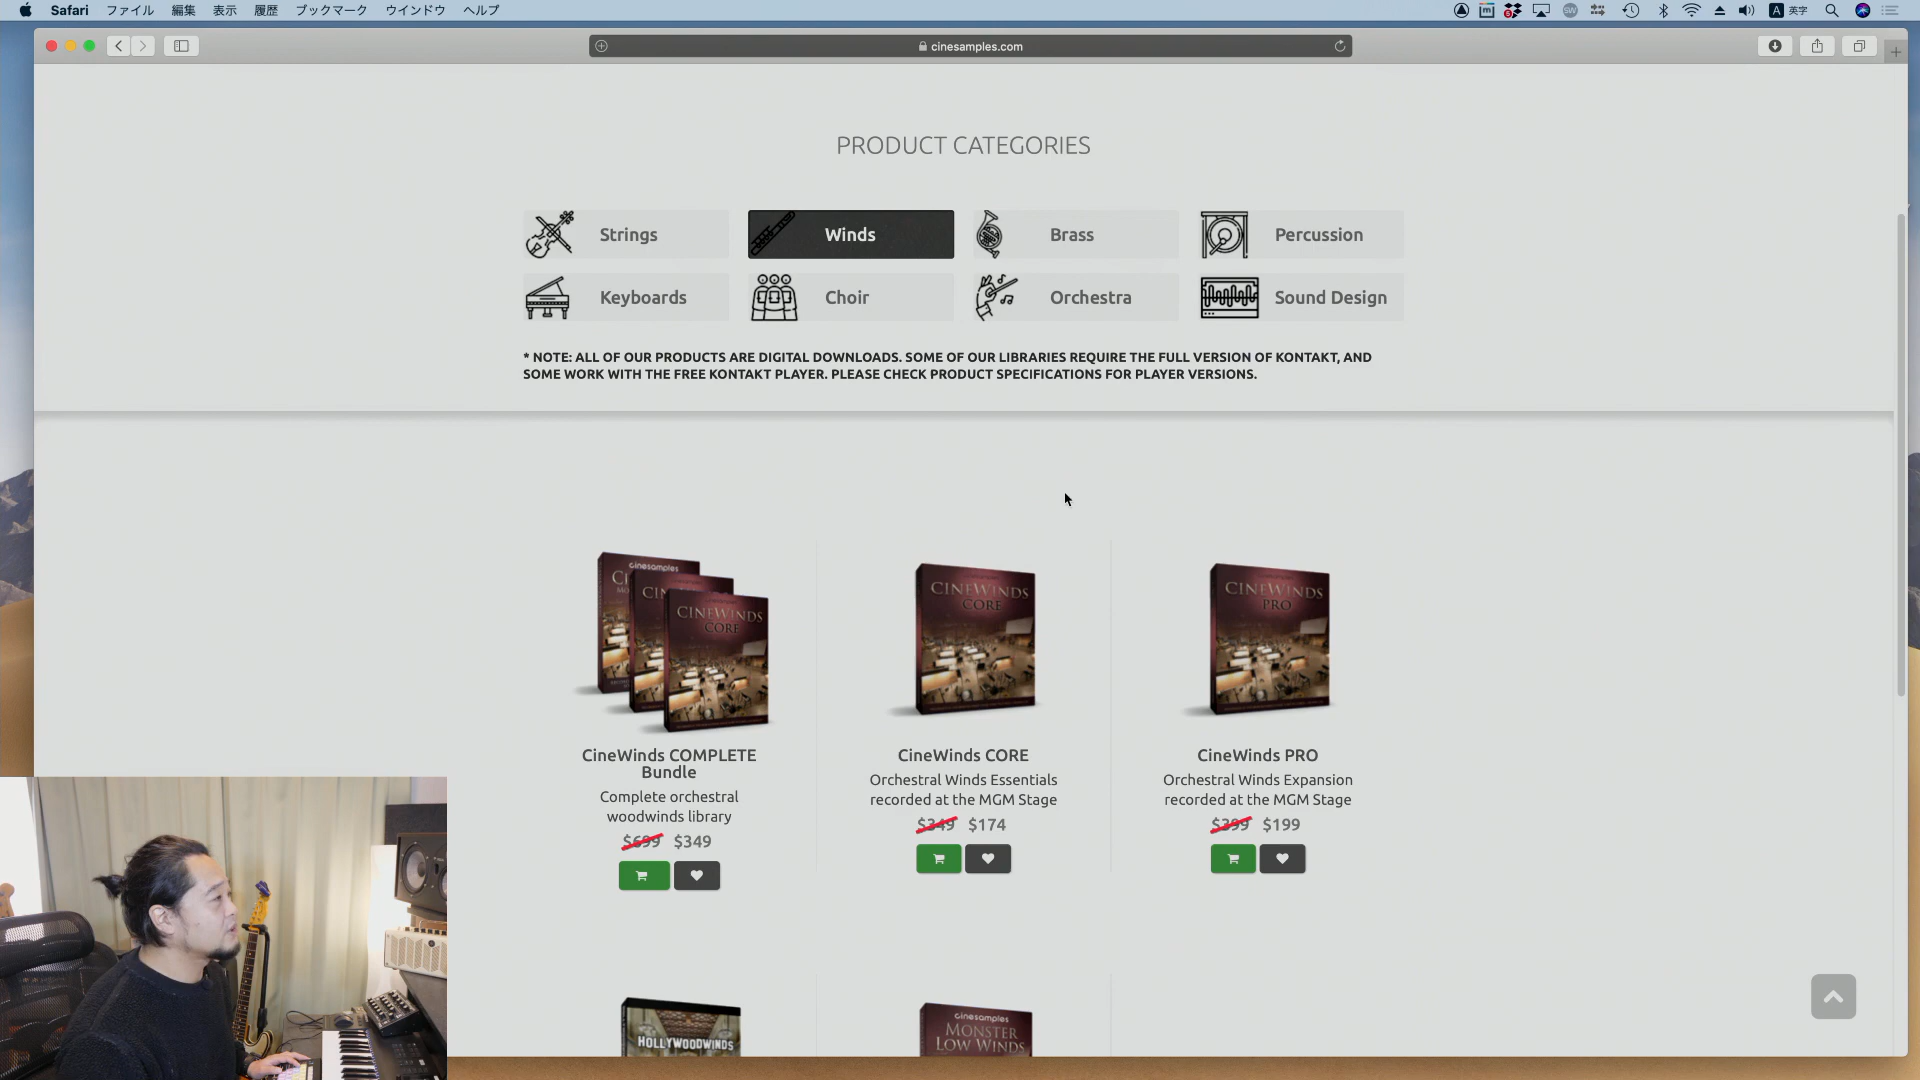 Safari ファイル 編集 表示 履歴 ブックマーク ウインドウ ヘルプ
A 英字
cinesamples.com
PRODUCT CATEGORIES
Strings Winds Brass Percussion
Keyboards Choir Orchestra Sound Design
* NOTE: ALL OF OUR PRODUCTS ARE DIGITAL DOWNLOADS. SOME OF OUR LIBRARIES REQUIRE THE FULL VERSION OF KONTAKT, AND
SOME WORK WITH THE FREE KONTAKT PLAYER. PLEASE CHECK PRODUCT SPECIFICATIONS FOR PLAYER VERSIONS.
cinesamples
CINEWINDS
CORE
CINEWINDS
CORE
CINEWINDS
PRO
CineWinds COMPLETE
Bundle
Complete orchestral
woodwinds library
$699 $349
CineWinds CORE
Orchestral Winds Essentials
recorded at the MGM Stage
$349 $174
CineWinds PRO
Orchestral Winds Expansion
recorded at the MGM Stage
$399 $199
HOLLYWOODWINDS
cinesamples
MONSTER
LOW WINDS